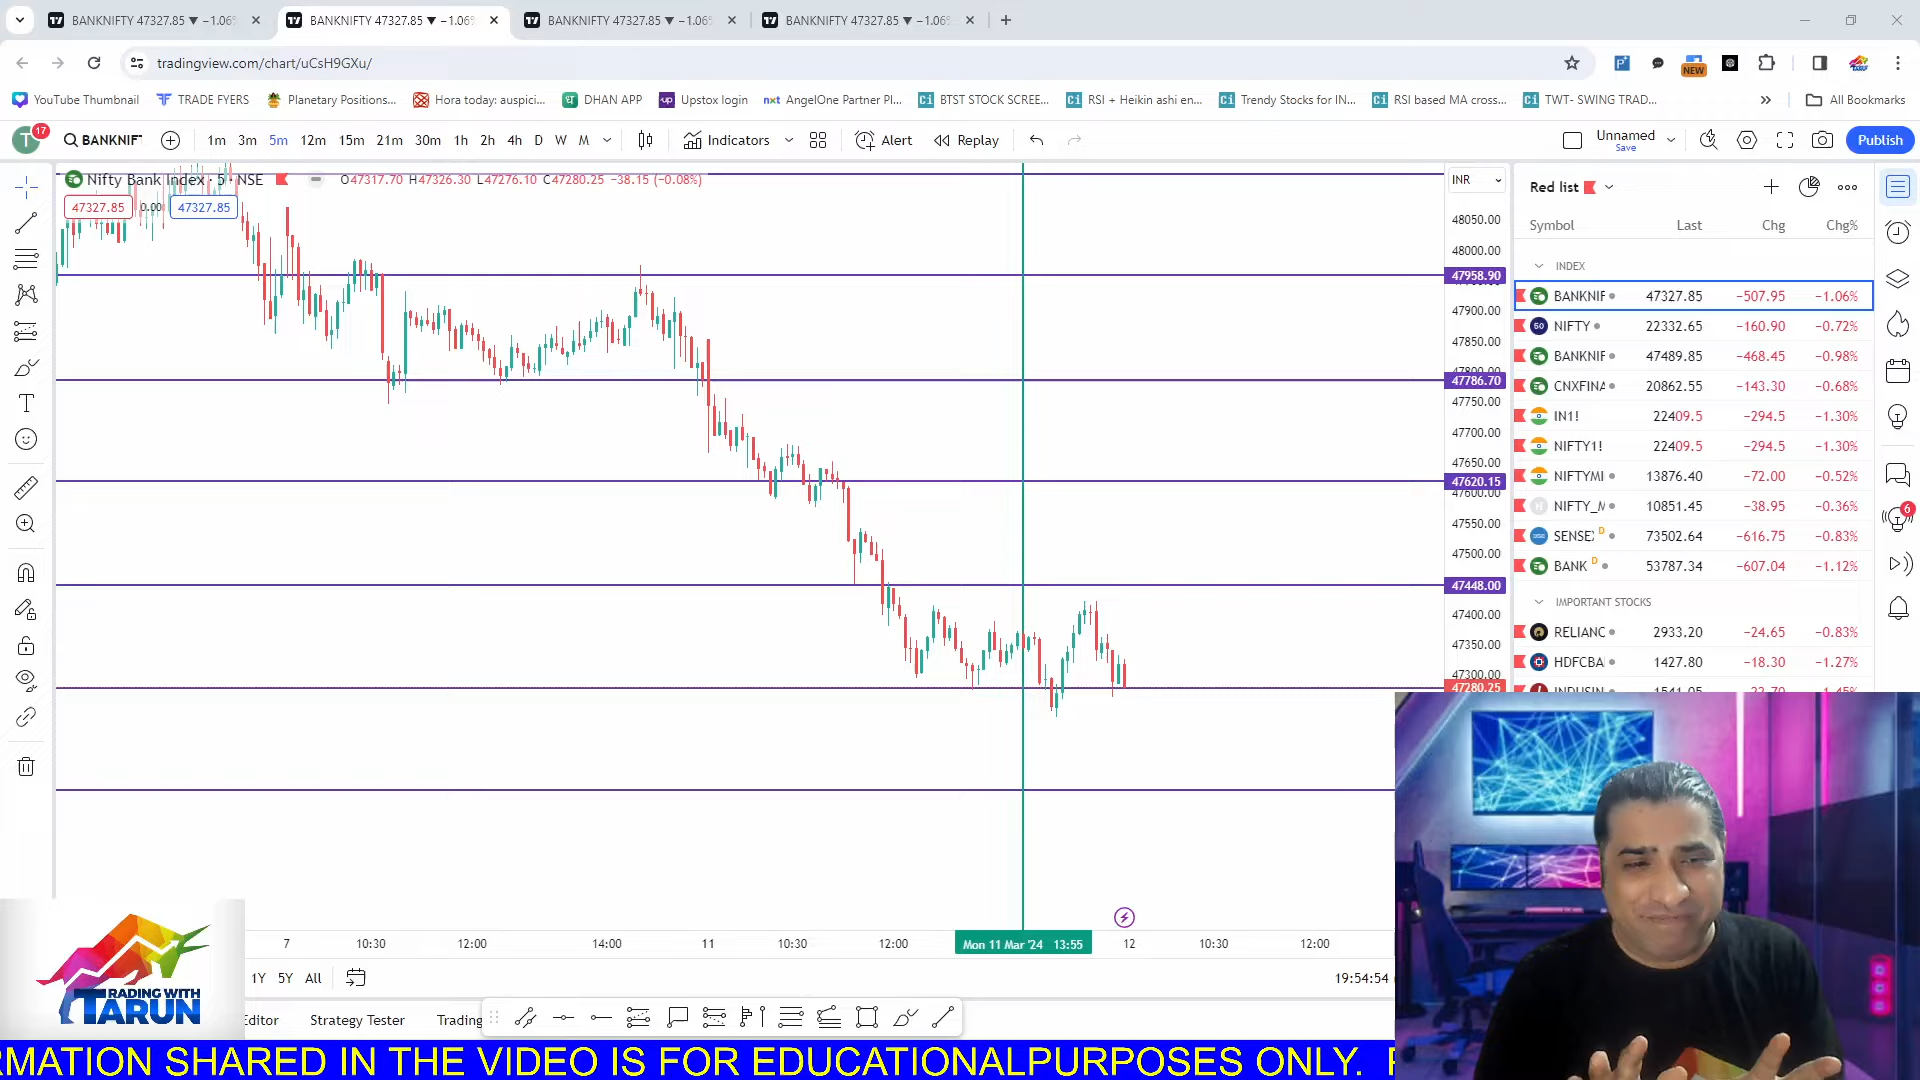 BANKNIFTY 47327.85 ▼ −1.06%
BANKNIFTY 47327.85 ▼ −1.06%
BANKNIFTY 47327.85 ▼ −1.06%
BANKNIFTY 47327.85 ▼ −1.06%
tradingview.com/chart/uCsH9GXu/
NEW
YouTube Thumbnail
TRADE FYERS
Planetary Positions...
Hora today: auspici...
DHAN APP
Upstox login
AngelOne Partner Pl...
BTST STOCK SCREE...
RSI + Heikin ashi en...
Trendy Stocks for IN...
RSI based MA cross...
TWT- SWING TRAD...
All Bookmarks
T 17
BANKNIF
1m 3m 5m 12m 15m 21m 30m 1h 2h 4h D W M
Indicators
Alert
Replay
Unnamed
Save
Publish
Nifty Bank Index · 5 · NSE
O47317.70 H47326.30 L47276.10 C47280.25 −38.15 (−0.08%)
47327.85 0.00 47327.85
INR
48050.00
48000.00
47958.90
47900.00
47850.00
47786.70
47750.00
47700.00
47650.00
47620.15
47600.00
47550.00
47500.00
47448.00
47400.00
47350.00
47300.00
47280.25
Red list
Symbol Last Chg Chg%
INDEX
BANKNIF 47327.85 −507.95 −1.06%
NIFTY 22332.65 −160.90 −0.72%
BANKNIF 47489.85 −468.45 −0.98%
CNXFINA 20862.55 −143.30 −0.68%
IN1! 22409.5 −294.5 −1.30%
NIFTY1! 22409.5 −294.5 −1.30%
NIFTYMI 13876.40 −72.00 −0.52%
NIFTY_M 10851.45 −38.95 −0.36%
SENSEX D 73502.64 −616.75 −0.83%
BANK D 53787.34 −607.04 −1.12%
IMPORTANT STOCKS
RELIANC 2933.20 −24.65 −0.83%
HDFCBA 1427.80 −18.30 −1.27%
6
7 10:30 12:00 14:00 11 10:30 12:00 Mon 11 Mar '24 13:55 12 10:30 12:00
1Y 5Y All
19:54:54
TRADING WITH
TARUN
Editor
Strategy Tester
Trading
RMATION SHARED IN THE VIDEO IS FOR EDUCATIONALPURPOSES ONLY.